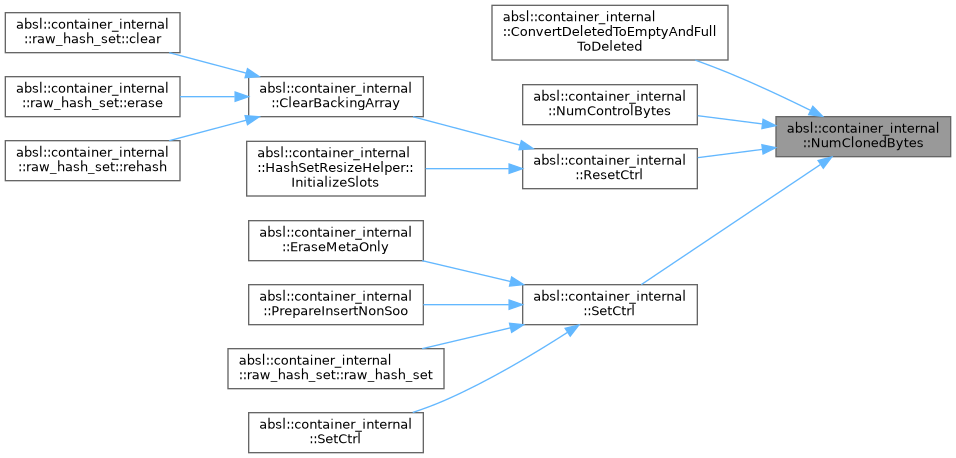 absl::container_internal
::raw_hash_set::clear
absl::container_internal
::raw_hash_set::erase
absl::container_internal
::raw_hash_set::rehash
absl::container_internal
::ClearBackingArray
absl::container_internal
::HashSetResizeHelper::
InitializeSlots
absl::container_internal
::EraseMetaOnly
absl::container_internal
::PrepareInsertNonSoo
absl::container_internal
::raw_hash_set::raw_hash_set
absl::container_internal
::SetCtrl
absl::container_internal
::ConvertDeletedToEmptyAndFull
ToDeleted
absl::container_internal
::NumControlBytes
absl::container_internal
::ResetCtrl
absl::container_internal
::SetCtrl
absl::container_internal
::NumClonedBytes